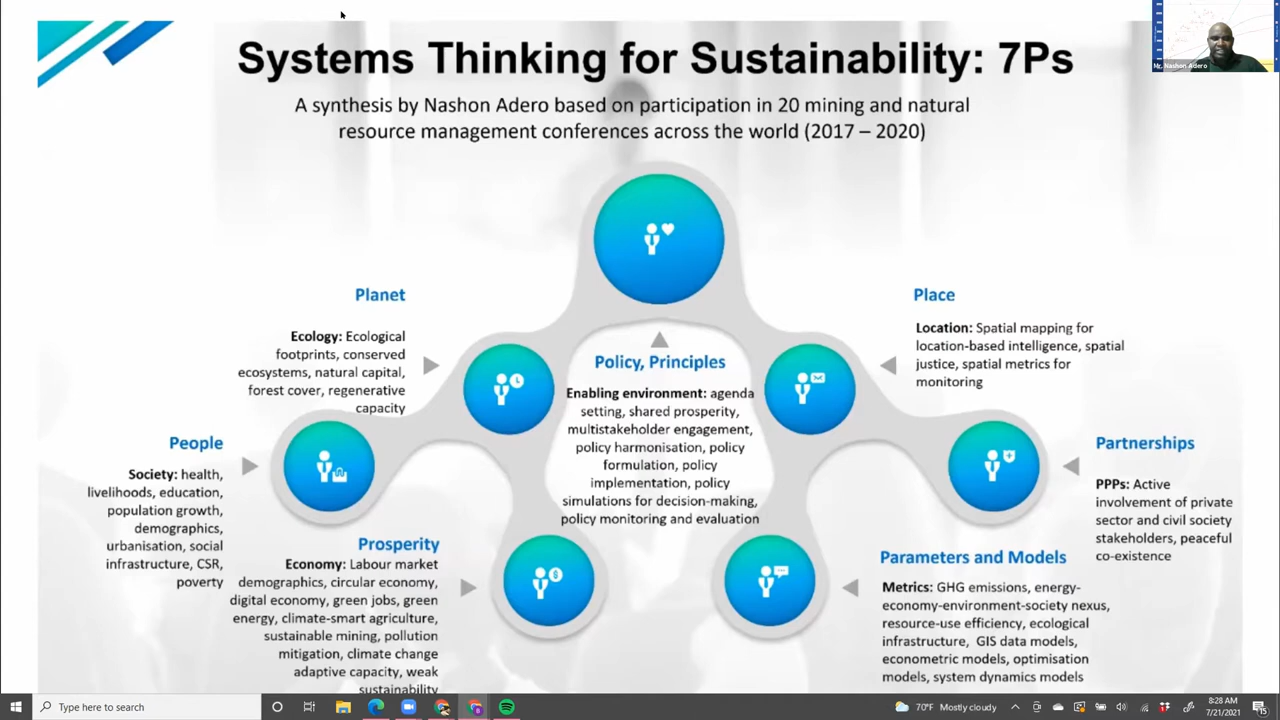 Systems Thinking for Sustainability: 7Ps
A synthesis by Nashon Adero based on participation in 20 mining and natural
resource management conferences across the world (2017 – 2020)
Mr. Nashon Adero
Planet
Ecology: Ecological
footprints, conserved
ecosystems, natural capital,
forest cover, regenerative
capacity
People
Society: health,
livelihoods, education,
population growth,
demographics,
urbanisation, social
infrastructure, CSR,
poverty
Prosperity
Economy: Labour market
demographics, circular economy,
digital economy, green jobs, green
energy, climate-smart agriculture,
sustainable mining, pollution
mitigation, climate change
adaptive capacity, weak
sustainability
Policy, Principles
Enabling environment: agenda
setting, shared prosperity,
multistakeholder engagement,
policy harmonisation, policy
formulation, policy
implementation, policy
simulations for decision-making,
policy monitoring and evaluation
Place
Location: Spatial mapping for
location-based intelligence, spatial
justice, spatial metrics for
monitoring
Partnerships
PPPs: Active
involvement of private
sector and civil society
stakeholders, peaceful
co-existence
Parameters and Models
Metrics: GHG emissions, energy-
economy-environment-society nexus,
resource-use efficiency, ecological
infrastructure, GIS data models,
econometric models, optimisation
models, system dynamics models
Type here to search
70°F Mostly cloudy
8:28 AM
7/21/2021
15